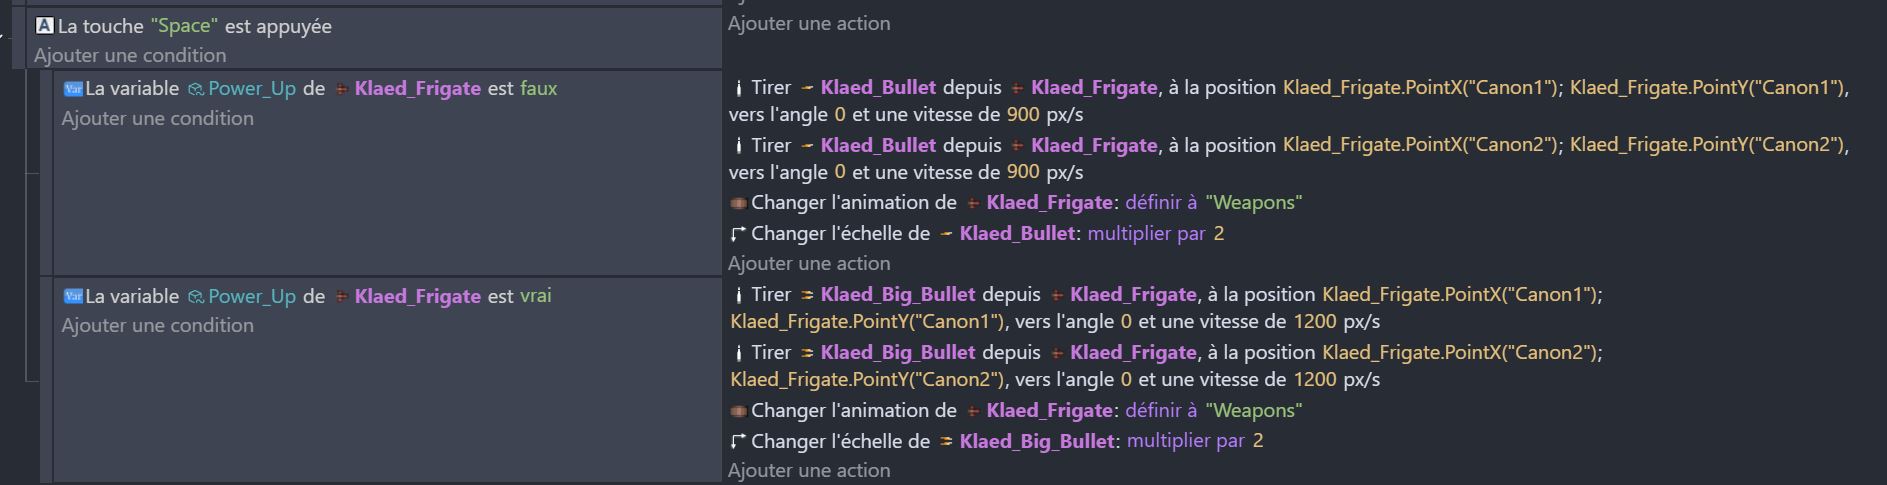 La touche "Space" est appuyée
Ajouter une condition
Ajouter une action
Var La variable Power_Up de Klaed_Frigate est faux
Ajouter une condition
Tirer Klaed_Bullet depuis Klaed_Frigate, à la position Klaed_Frigate.PointX("Canon1"); Klaed_Frigate.PointY("Canon1"),
vers l'angle 0 et une vitesse de 900 px/s
Tirer Klaed_Bullet depuis Klaed_Frigate, à la position Klaed_Frigate.PointX("Canon2"); Klaed_Frigate.PointY("Canon2"),
vers l'angle 0 et une vitesse de 900 px/s
Changer l'animation de Klaed_Frigate: définir à "Weapons"
Changer l'échelle de Klaed_Bullet: multiplier par 2
Ajouter une action
Var La variable Power_Up de Klaed_Frigate est vrai
Ajouter une condition
Tirer Klaed_Big_Bullet depuis Klaed_Frigate, à la position Klaed_Frigate.PointX("Canon1");
Klaed_Frigate.PointY("Canon1"), vers l'angle 0 et une vitesse de 1200 px/s
Tirer Klaed_Big_Bullet depuis Klaed_Frigate, à la position Klaed_Frigate.PointX("Canon2");
Klaed_Frigate.PointY("Canon2"), vers l'angle 0 et une vitesse de 1200 px/s
Changer l'animation de Klaed_Frigate: définir à "Weapons"
Changer l'échelle de Klaed_Big_Bullet: multiplier par 2
Ajouter une action